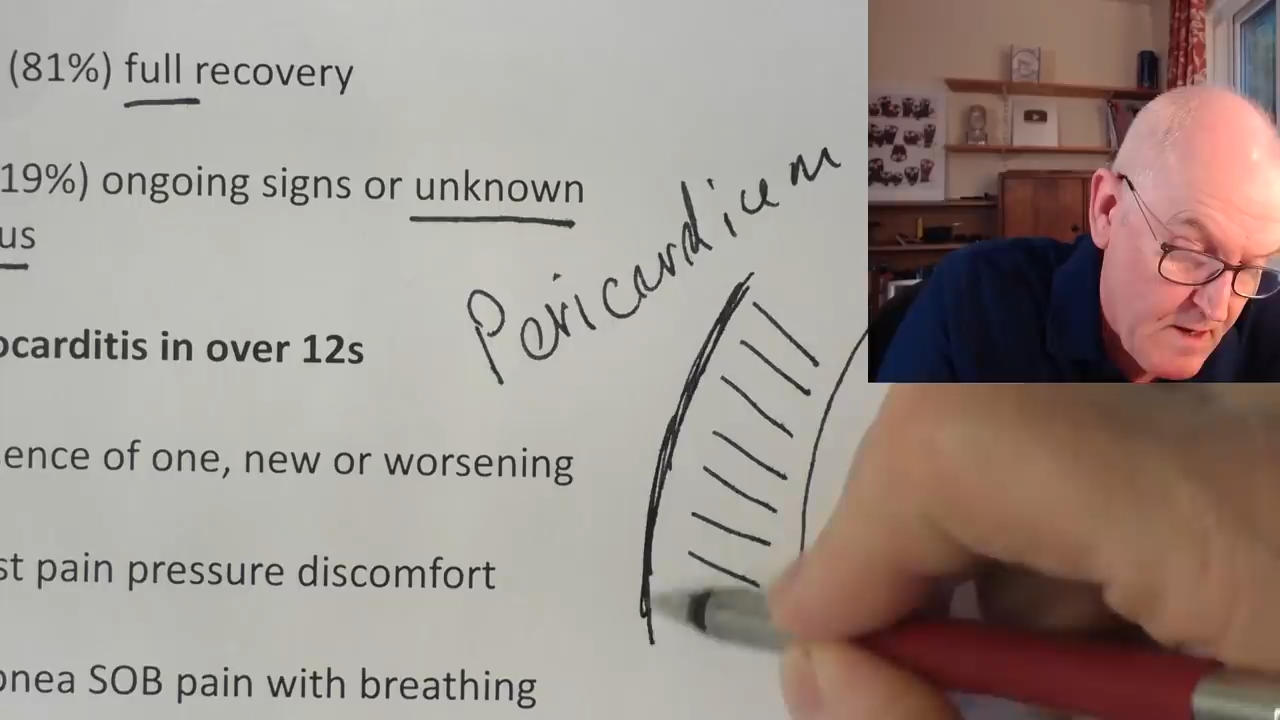 (81%) full recovery
19%) ongoing signs or unknown
us
Pericardium
ocarditis in over 12s
ence of one, new or worsening
st pain pressure discomfort
nea SOB pain with breathing